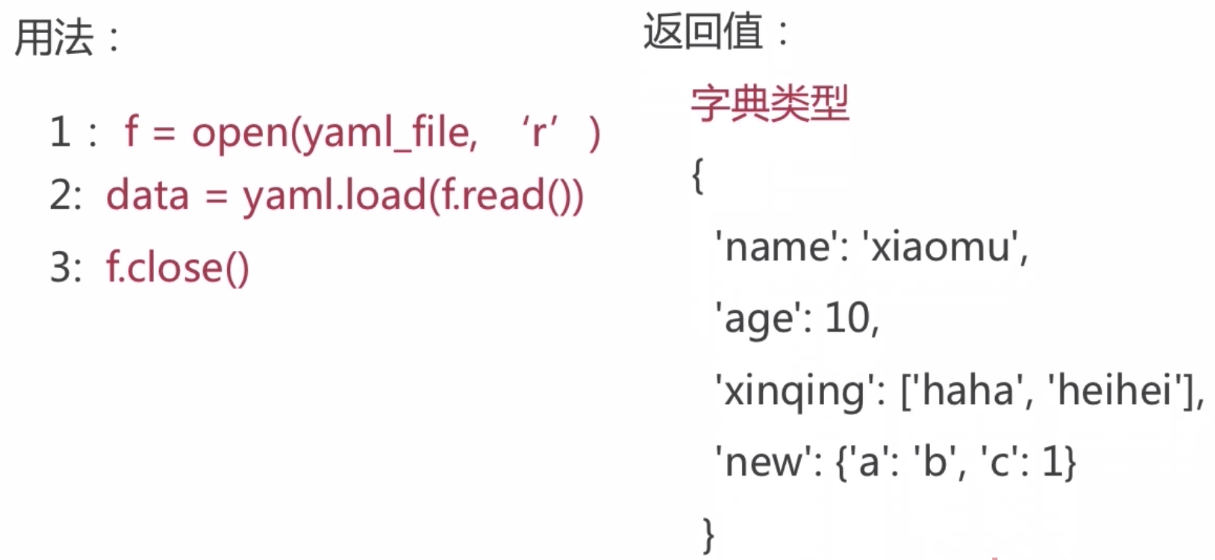 用法：
1：f = open(yaml_file, ‘r’)
2: data = yaml.load(f.read())
3: f.close()
返回值：
字典类型
{
'name': 'xiaomu',
'age': 10,
'xinqing': ['haha', 'heihei'],
'new': {'a': 'b', 'c': 1}
}